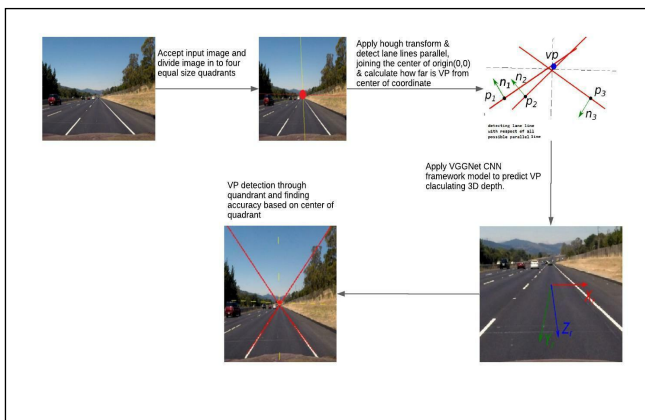 Accept input image and
divide image in to four
equal size quadrants
Apply hough transform &
detect lane lines parallel,
joining the center of origin(0,0)
& calculate how far is VP from
center of coordinate
vp
n1
n2
p1
p2
p3
n3
detecting lane line
with respect of all
possible parallel line
Apply VGGNet CNN
framework model to predict VP
claculating 3D depth.
VP detection through
quandrant and finding
accuracy based on center of
quadrant
Zr